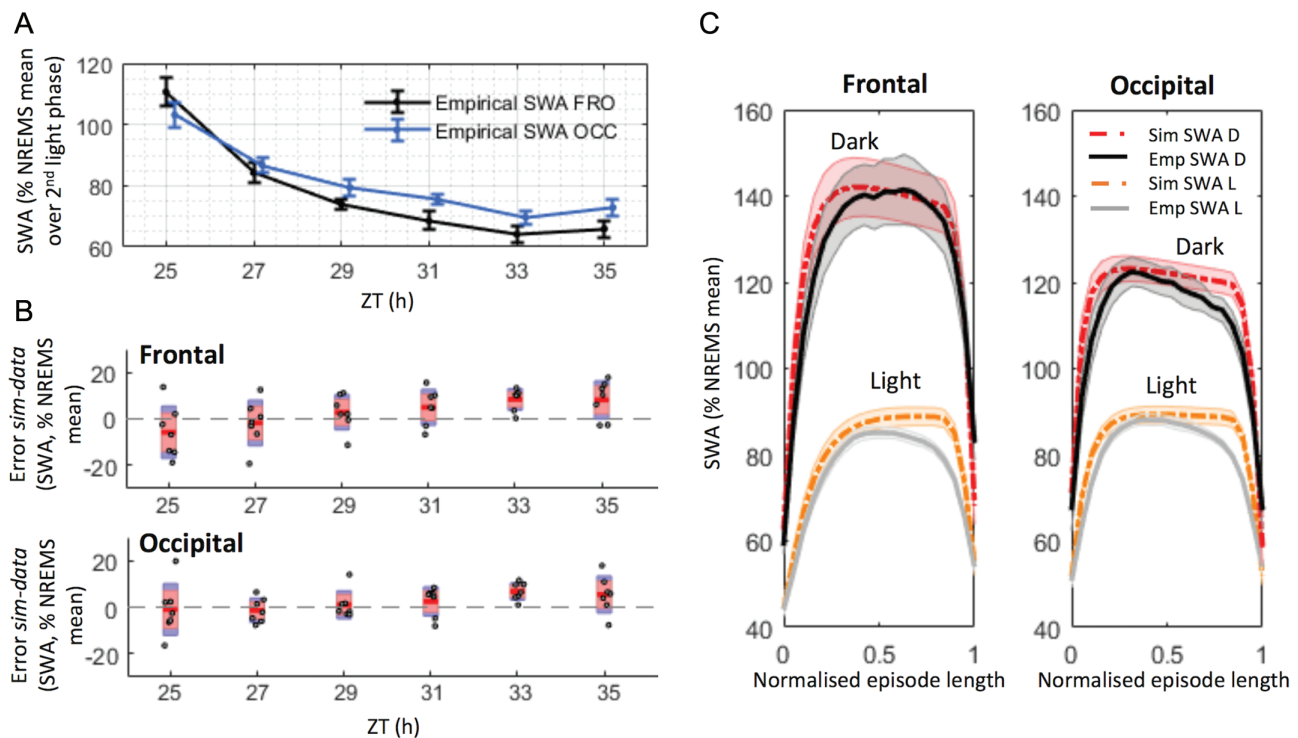 A
SWA (% NREMS mean
over 2nd light phase)
120
100
80
60
Empirical SWA FRO
Empirical SWA OCC
25 27 29 31 33 35
ZT (h)
B
Frontal
Error sim-data
(SWA, % NREMS
mean)
20
0
-20
25 27 29 31 33 35
Occipital
Error sim-data
(SWA, % NREMS
mean)
20
0
-20
25 27 29 31 33 35
ZT (h)
C
Frontal
SWA (% NREMS mean)
160
140
120
100
80
60
40
Dark
Light
0 0.5 1
Normalised episode length
Occipital
160
140
120
100
80
60
40
Sim SWA D
Emp SWA D
Sim SWA L
Emp SWA L
Dark
Light
0 0.5 1
Normalised episode length